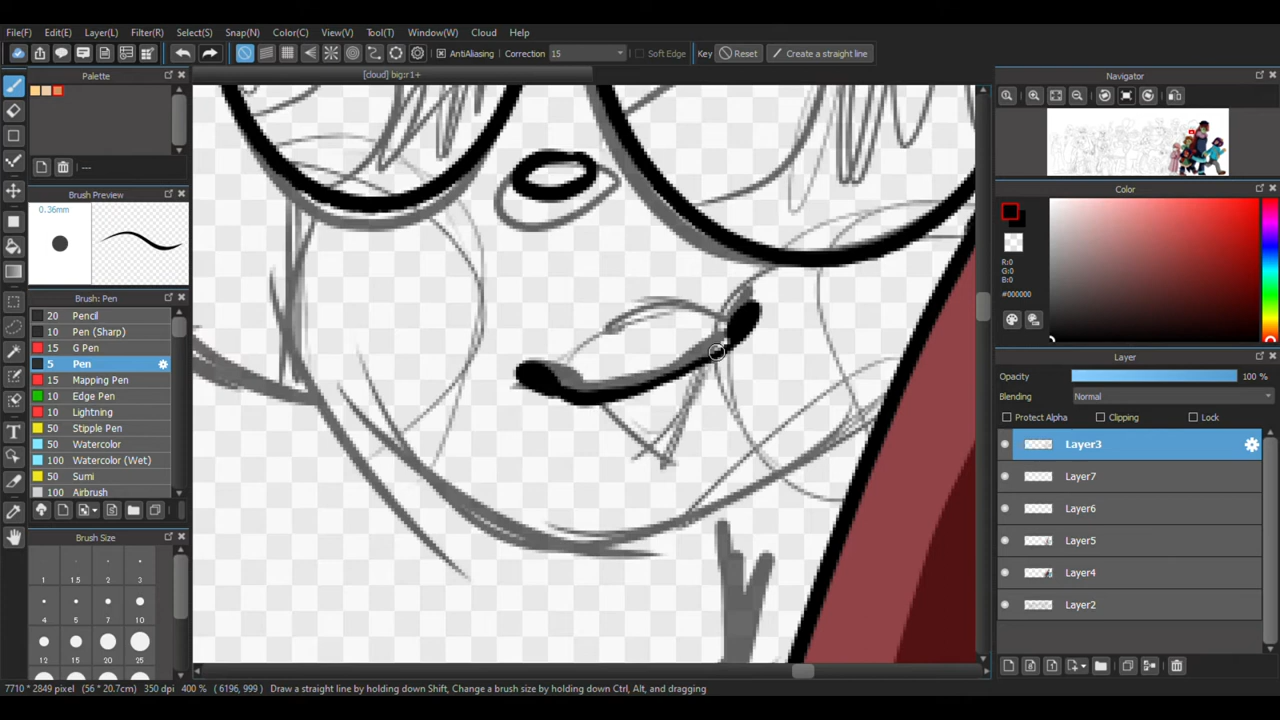 File(F) Edit(E) Layer(L) Filter(R) Select(S) Snap(N) Color(C) View(V) Tool(T) Window(W) Cloud Help
AntiAliasing Correction 15 Soft Edge Key Reset Create a straight line
Palette
[cloud] big:r1+
Navigator
---
Brush Preview
0.36mm
Color
R:0
G:0
B:0
#000000
Brush: Pen
20 Pencil
10 Pen (Sharp)
15 G Pen
5 Pen
15 Mapping Pen
10 Edge Pen
10 Lightning
50 Stipple Pen
50 Watercolor
100 Watercolor (Wet)
50 Sumi
100 Airbrush
Brush Size
1 1.5 2 3
4 5 7 10
12 15 20 25
Layer
Opacity 100 %
Blending Normal
Protect Alpha Clipping Lock
Layer3
Layer7
Layer6
Layer5
Layer4
Layer2
7710 * 2849 pixel (56 * 20.7cm) 350 dpi 400 % ( 6196, 999 ) Draw a straight line by holding down Shift, Change a brush size by holding down Ctrl, Alt, and dragging